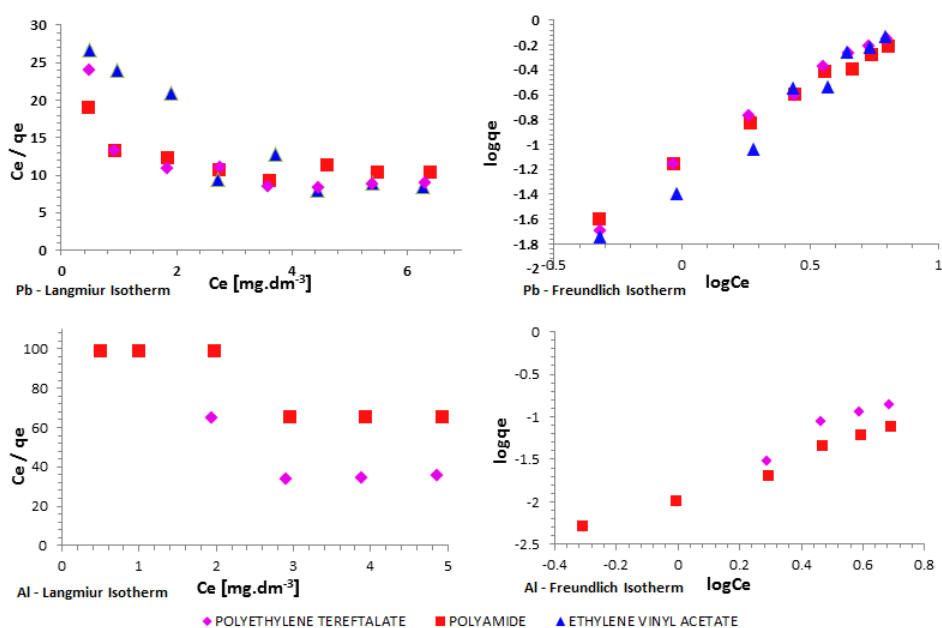 30
25
20
15
10
5
0
Ce / qe
0 2 4 6
Ce [mg.dm-3]
Pb - Langmiur Isotherm
0
-0.2
-0.4
-0.6
-0.8
-1
-1.2
-1.4
-1.6
-1.8
-2
logqe
-0.5 0 0.5 1
Pb - Freundlich Isotherm
logCe
100
80
60
40
20
0
Ce / qe
0 1 2 3 4 5
Al - Langmiur Isotherm
Ce [mg.dm-3]
0
-0.5
-1
-1.5
-2
-2.5
logqe
-0.4 -0.2 0 0.2 0.4 0.6 0.8
Al - Freundlich Isotherm
logCe
POLYETHYLENE TEREFTALATE POLYAMIDE ETHYLENE VINYL ACETATE